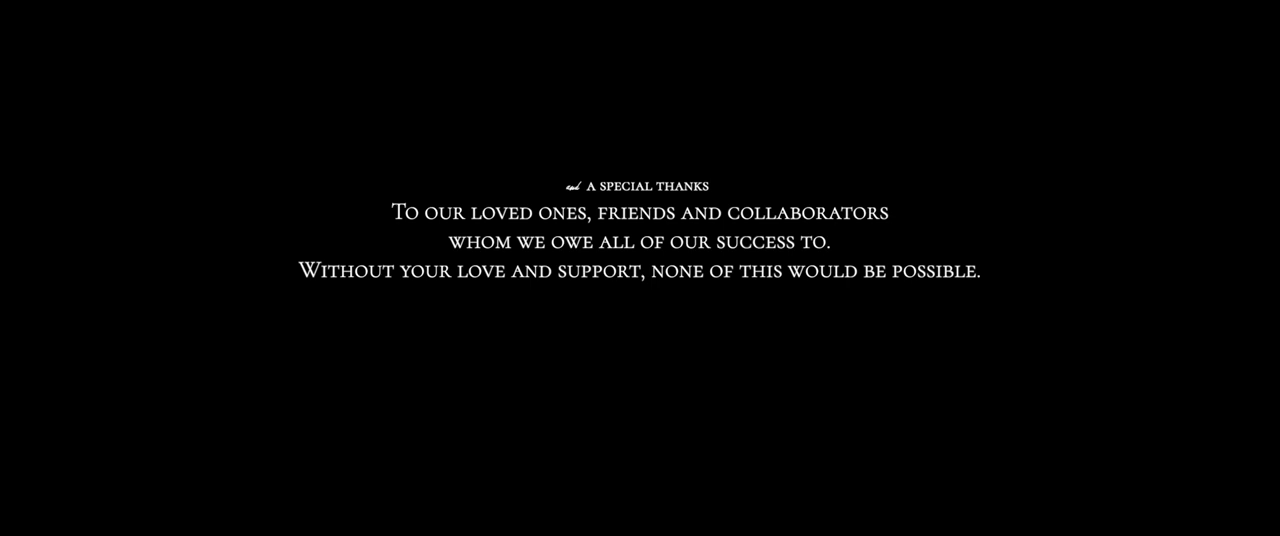 and A SPECIAL THANKS
TO OUR LOVED ONES, FRIENDS AND COLLABORATORS
WHOM WE OWE ALL OF OUR SUCCESS TO.
WITHOUT YOUR LOVE AND SUPPORT, NONE OF THIS WOULD BE POSSIBLE.